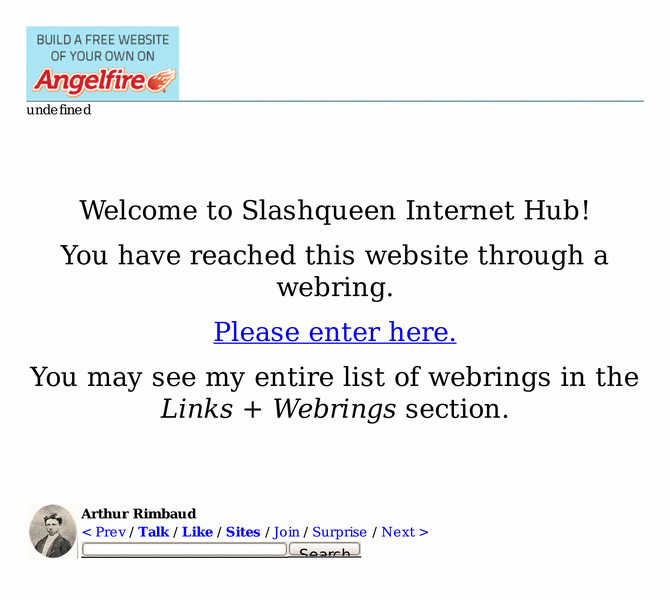 BUILD A FREE WEBSITE
OF YOUR OWN ON
Angelfire
undefined
Welcome to Slashqueen Internet Hub!
You have reached this website through a
webring.
Please enter here.
You may see my entire list of webrings in the
Links + Webrings section.
Arthur Rimbaud
< Prev / Talk / Like / Sites / Join / Surprise / Next >
Search